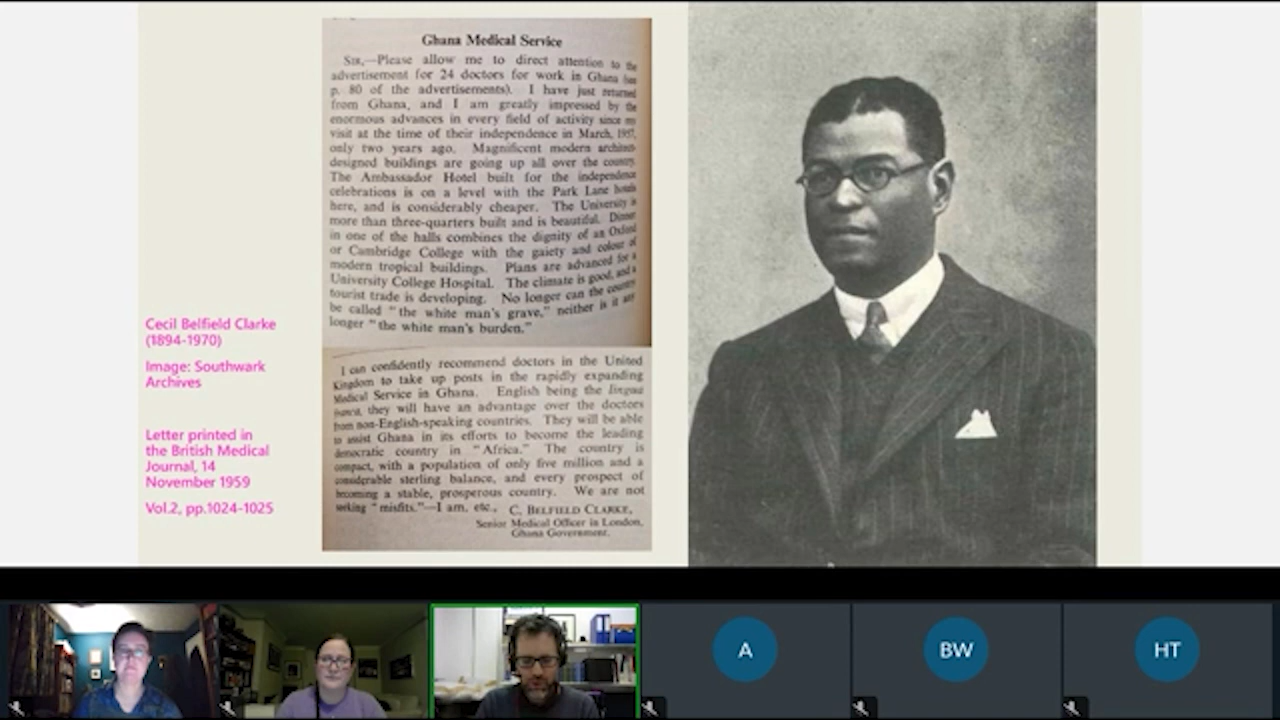 Ghana Medical Service
SIR,—Please allow me to direct attention to the
advertisement for 24 doctors for work in Ghana (see
p. 80 of the advertisements). I have just returned
from Ghana, and I am greatly impressed by the
enormous advances in every field of activity since my
visit at the time of their independence in March, 1957,
only two years ago. Magnificent modern architect-
designed buildings are going up all over the country.
The Ambassador Hotel built for the independence
celebrations is on a level with the Park Lane hotels
here, and is considerably cheaper. The University is
more than three-quarters built and is beautiful. Dinner
in one of the halls combines the dignity of an Oxford
or Cambridge College with the gaiety and colour of
modern tropical buildings. Plans are advanced for a
University College Hospital. The climate is good, and a
tourist trade is developing. No longer can the country
be called "the white man's grave," neither is it any
longer "the white man's burden."
I can confidently recommend doctors in the United
Kingdom to take up posts in the rapidly expanding
Medical Service in Ghana. English being the lingua
franca, they will have an advantage over the doctors
from non-English-speaking countries. They will be able
to assist Ghana in its efforts to become the leading
democratic country in "Africa." The country is
compact, with a population of only five million and a
considerable sterling balance, and every prospect of
becoming a stable, prosperous country. We are not
seeking "misfits."—I am, etc.,
C. BELFIELD CLARKE,
Senior Medical Officer in London,
Ghana Government.
Cecil Belfield Clarke
(1894-1970)
Image: Southwark
Archives
Letter printed in
the British Medical
Journal, 14
November 1959
Vol.2, pp.1024-1025
A
BW
HT